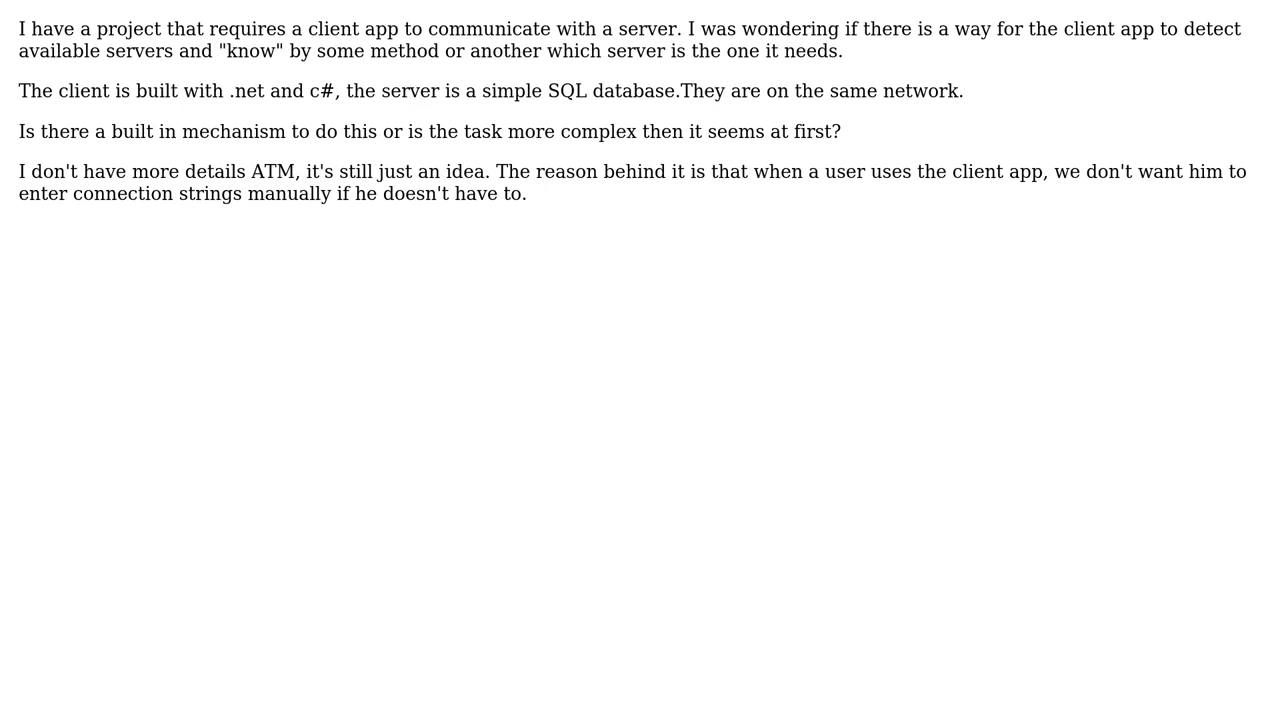 I have a project that requires a client app to communicate with a server. I was wondering if there is a way for the client app to detect
available servers and "know" by some method or another which server is the one it needs.
The client is built with .net and c#, the server is a simple SQL database.They are on the same network.
Is there a built in mechanism to do this or is the task more complex then it seems at first?
I don't have more details ATM, it's still just an idea. The reason behind it is that when a user uses the client app, we don't want him to
enter connection strings manually if he doesn't have to.